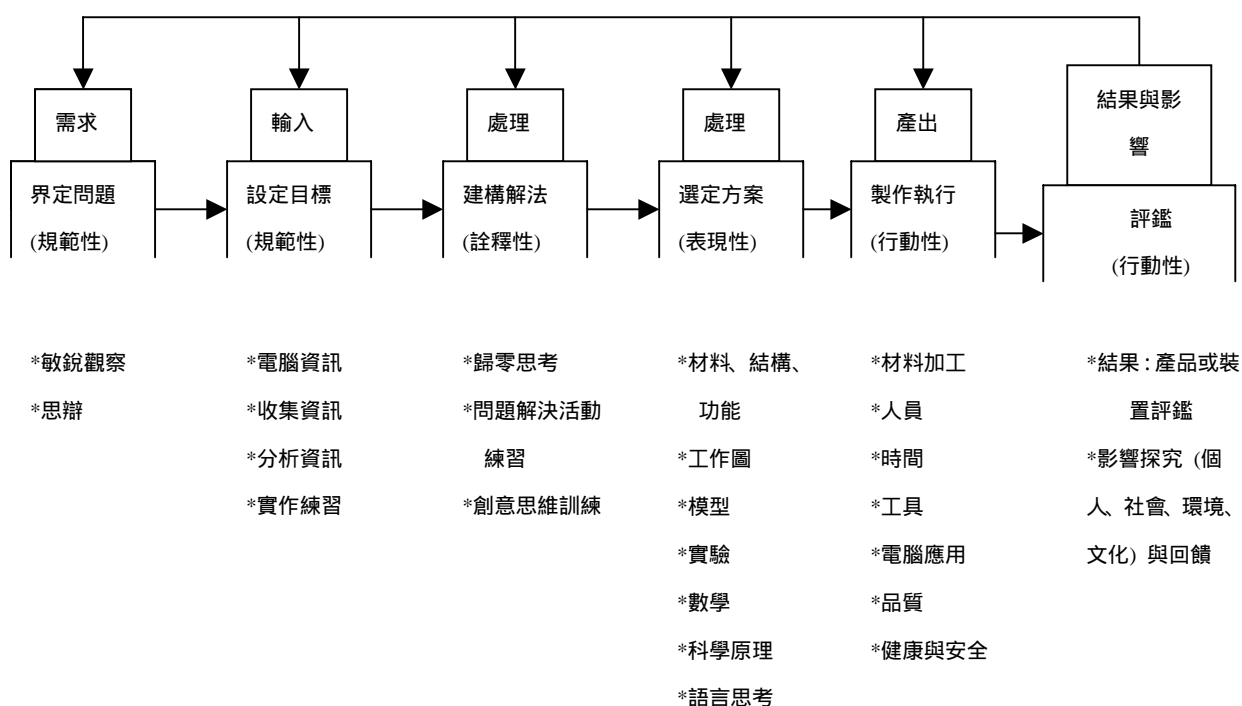 需求
界定問題
(規範性)
輸入
設定目標
(規範性)
處理
建構解法
(詮釋性)
處理
選定方案
(表現性)
產出
製作執行
(行動性)
結果與影
響
評鑑
(行動性)
*敏銳觀察
*思辯
*電腦資訊
*收集資訊
*分析資訊
*實作練習
*歸零思考
*問題解決活動
練習
*創意思維訓練
*材料、結構、
功能
*工作圖
*模型
*實驗
*數學
*科學原理
*語言思考
*材料加工
*人員
*時間
*工具
*電腦應用
*品質
*健康與安全
*結果:產品或裝
置評鑑
*影響探究 (個
人、社會、環境、
文化) 與回饋